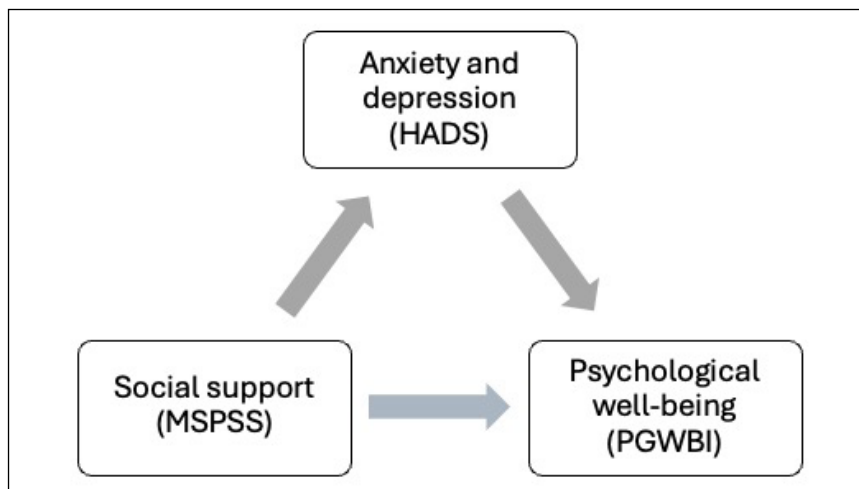 Anxiety and
depression
(HADS)
Social support
(MSPSS)
Psychological
well-being
(PGWBI)